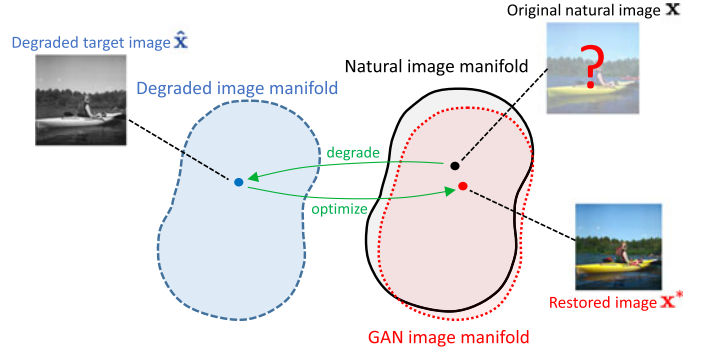 Original natural image x
Degraded target image x̂
Natural image manifold
Degraded image manifold
?
degrade
optimize
Restored image x*
GAN image manifold